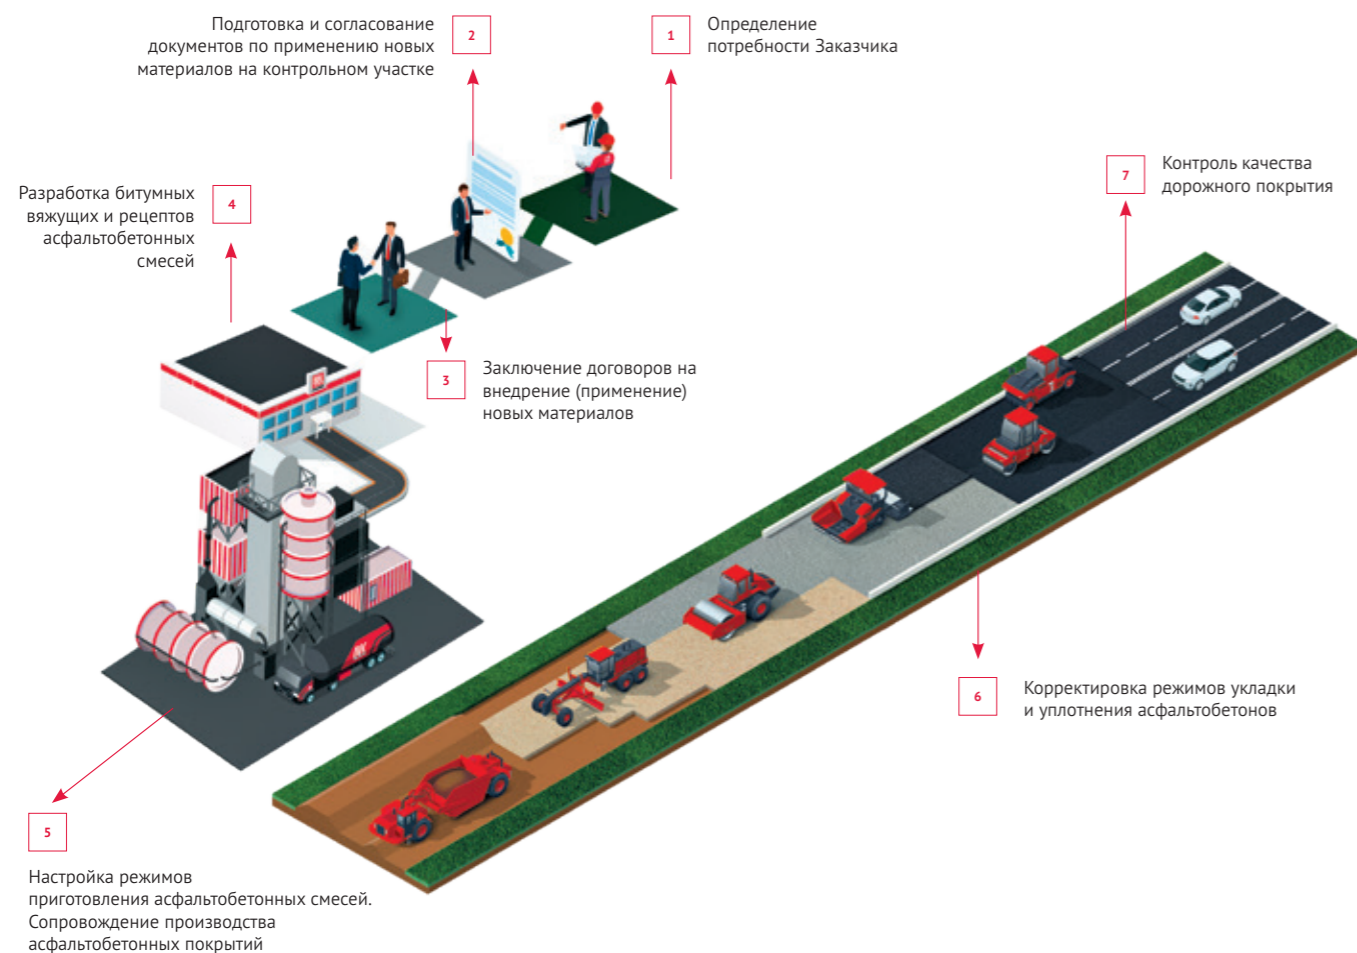 1
Определение
потребности Заказчика
2
Подготовка и согласование
документов по применению новых
материалов на контрольном участке
3
Заключение договоров на
внедрение (применение)
новых материалов
4
Разработка битумных
вяжущих и рецептов
асфальтобетонных
смесей
5
Настройка режимов
приготовления асфальтобетонных смесей.
Сопровождение производства
асфальтобетонных покрытий
6
Корректировка режимов укладки
и уплотнения асфальтобетонов
7
Контроль качества
дорожного покрытия